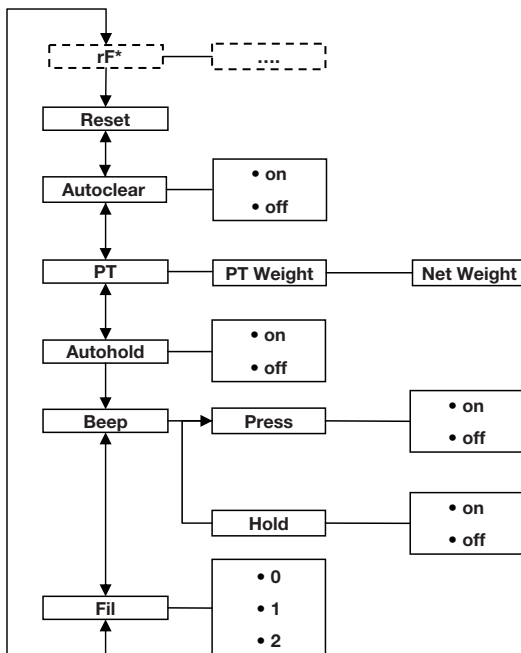 rF* ....
Reset
Autoclear
• on
• off
PT PT Weight Net Weight
Autohold
• on
• off
Beep Press
• on
• off
Hold
• on
• off
Fil
• 0
• 1
• 2